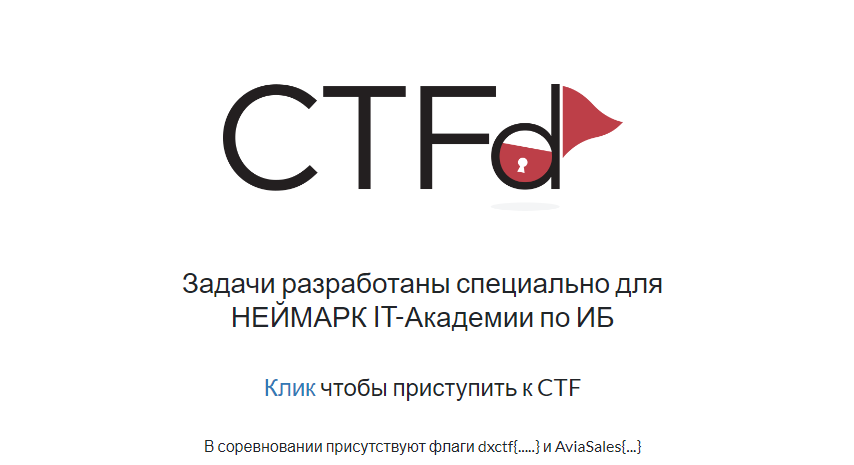 CTFd
Задачи разработаны специально для
НЕЙМАРК IT-Академии по ИБ
Клик чтобы приступить к CTF
В соревновании присутствуют флаги dxctf{.....} и AviaSales{...}